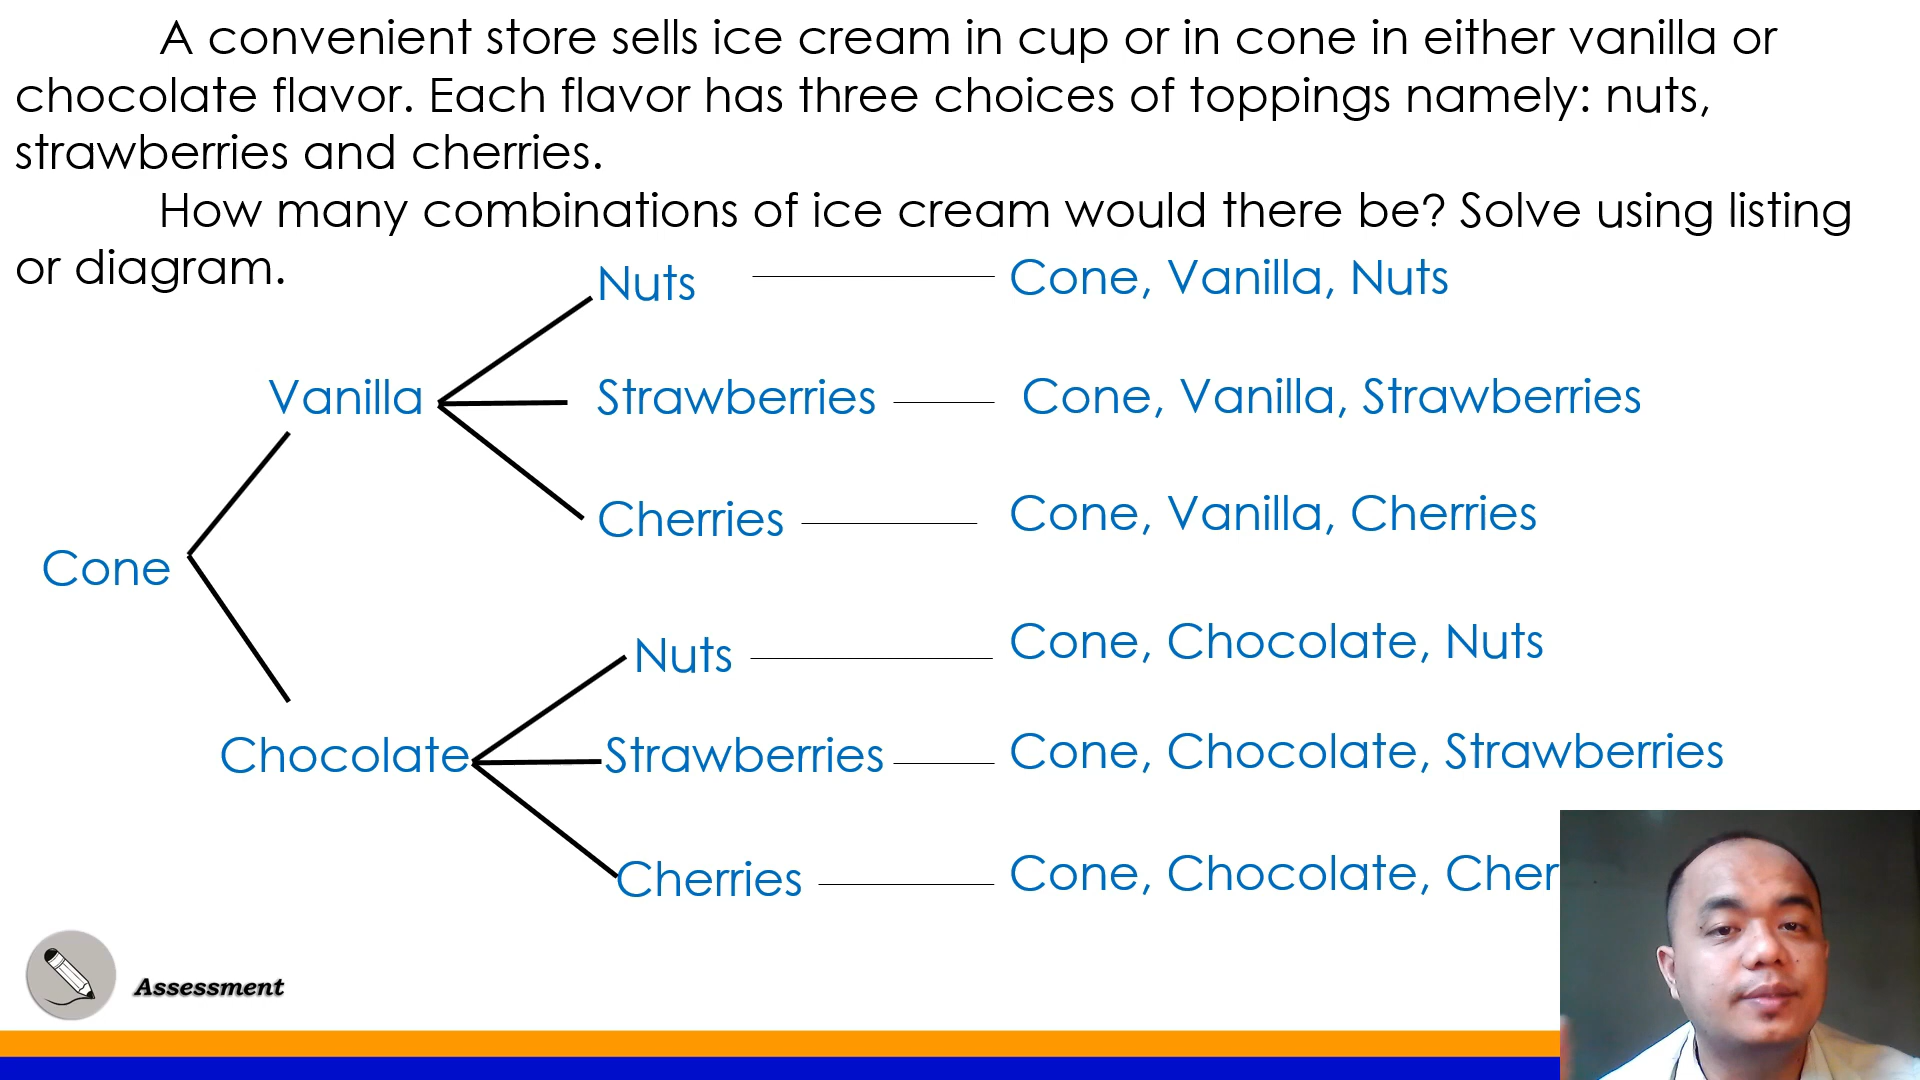 A convenient store sells ice cream in cup or in cone in either vanilla or
chocolate flavor. Each flavor has three choices of toppings namely: nuts,
strawberries and cherries.
How many combinations of ice cream would there be? Solve using listing
or diagram.
Nuts Cone, Vanilla, Nuts
Vanilla Strawberries Cone, Vanilla, Strawberries
Cherries Cone, Vanilla, Cherries
Cone
Nuts Cone, Chocolate, Nuts
Chocolate Strawberries Cone, Chocolate, Strawberries
Cherries Cone, Chocolate, Cher
Assessment